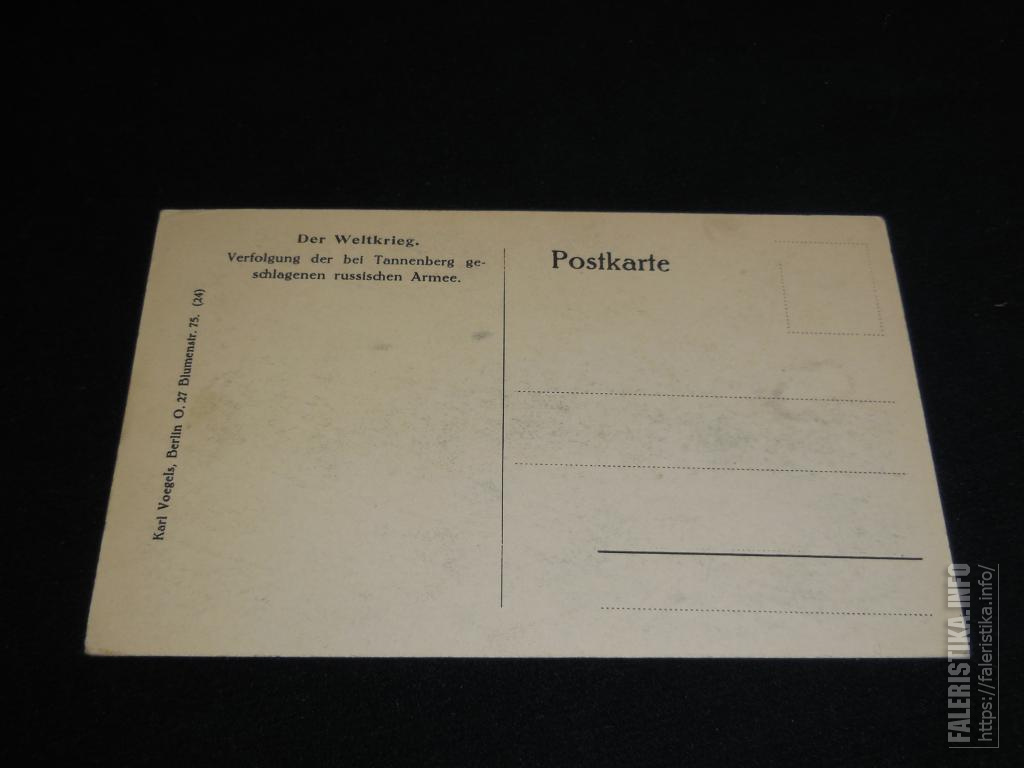 Der Weltkrieg.
Verfolgung der bei Tannenberg ge-
schlagenen russischen Armee.
Postkarte
Karl Voegels, Berlin O. 27 Blumenstr. 75. (24)
FALERISTIKA.INFO
https://faleristika.info/